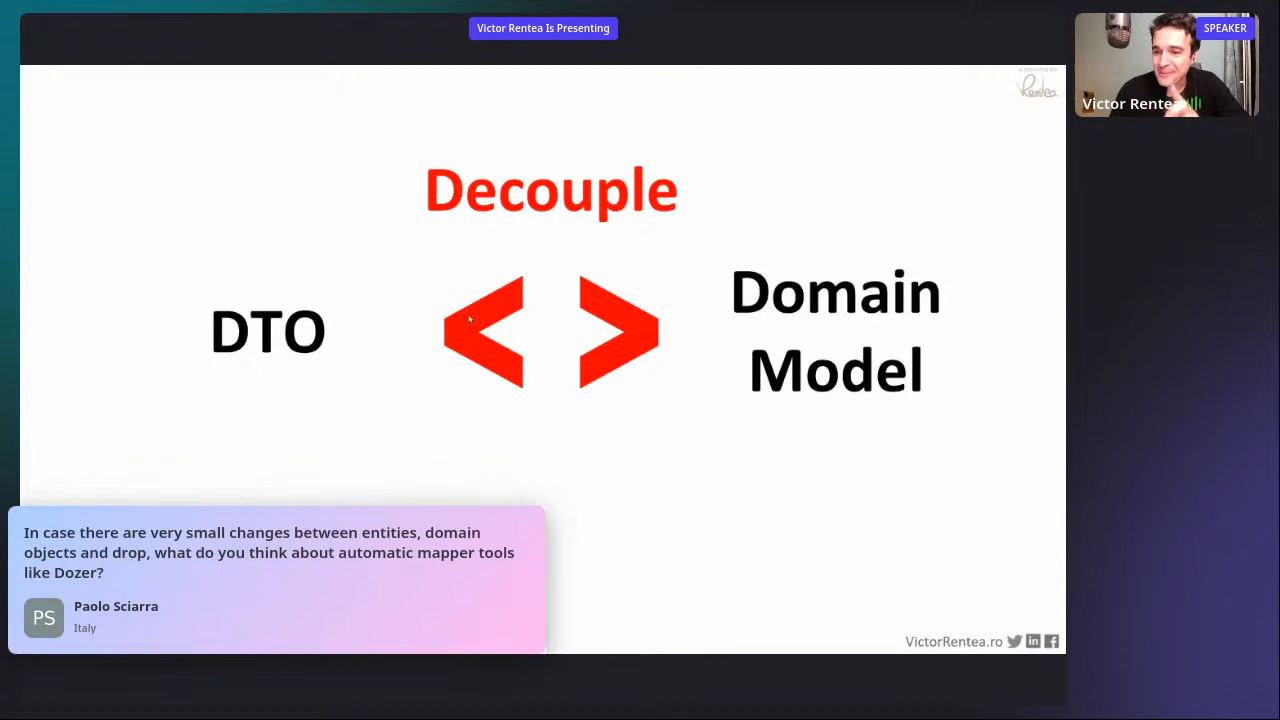 Victor Rentea Is Presenting
SPEAKER
Victor Rentea
Rentea
Decouple
DTO
< >
Domain
Model
In case there are very small changes between entities, domain
objects and drop, what do you think about automatic mapper tools
like Dozer?
PS
Paolo Sciarra
Italy
VictorRentea.ro